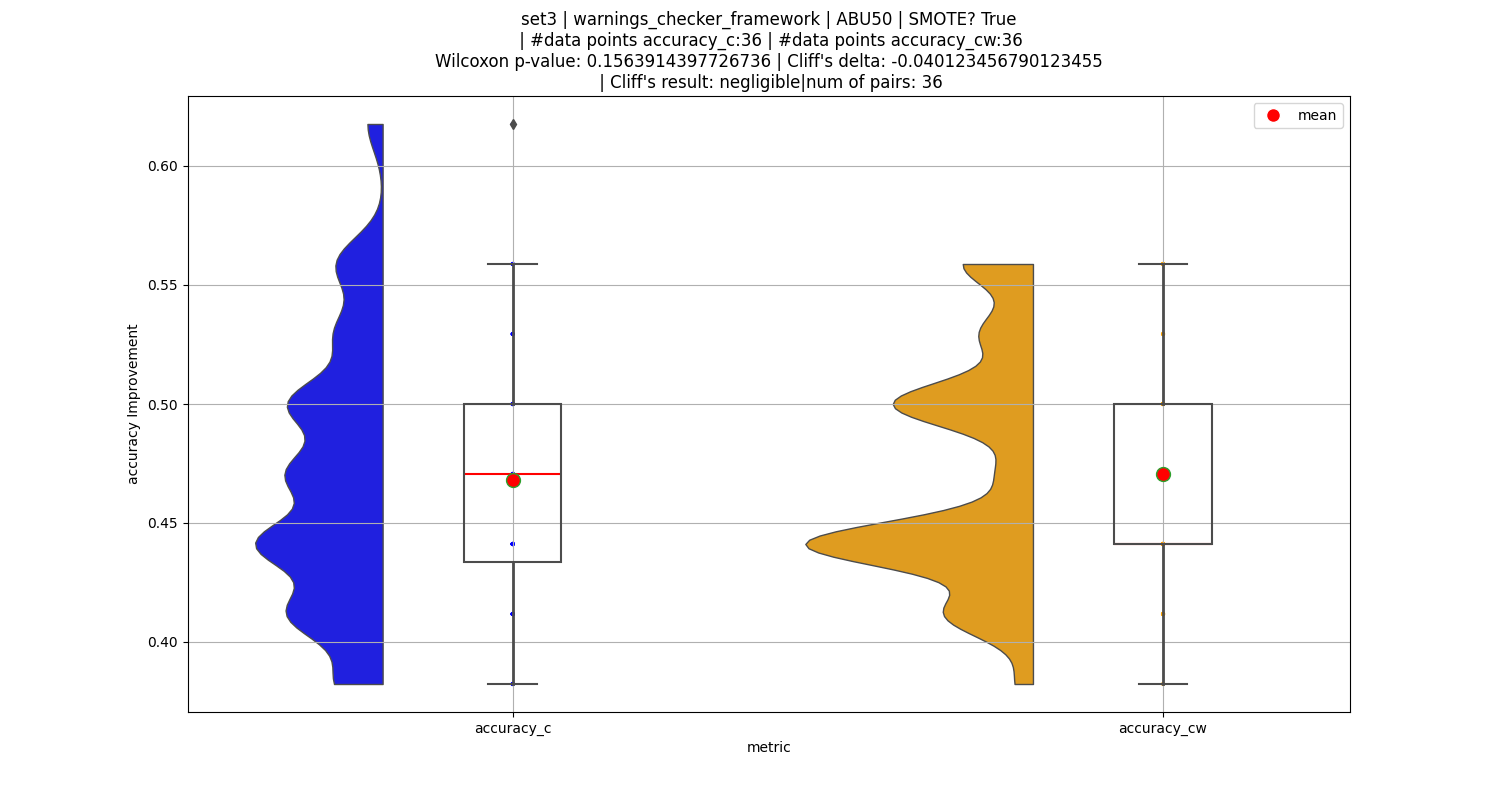 set3 | warnings_checker_framework | ABU50 | SMOTE? True
| #data points accuracy_c:36 | #data points accuracy_cw:36
Wilcoxon p-value: 0.1563914397726736 | Cliff's delta: -0.040123456790123455
| Cliff's result: negligible|num of pairs: 36
mean
0.60
0.55
0.50
0.45
0.40
accuracy Improvement
accuracy_c
accuracy_cw
metric